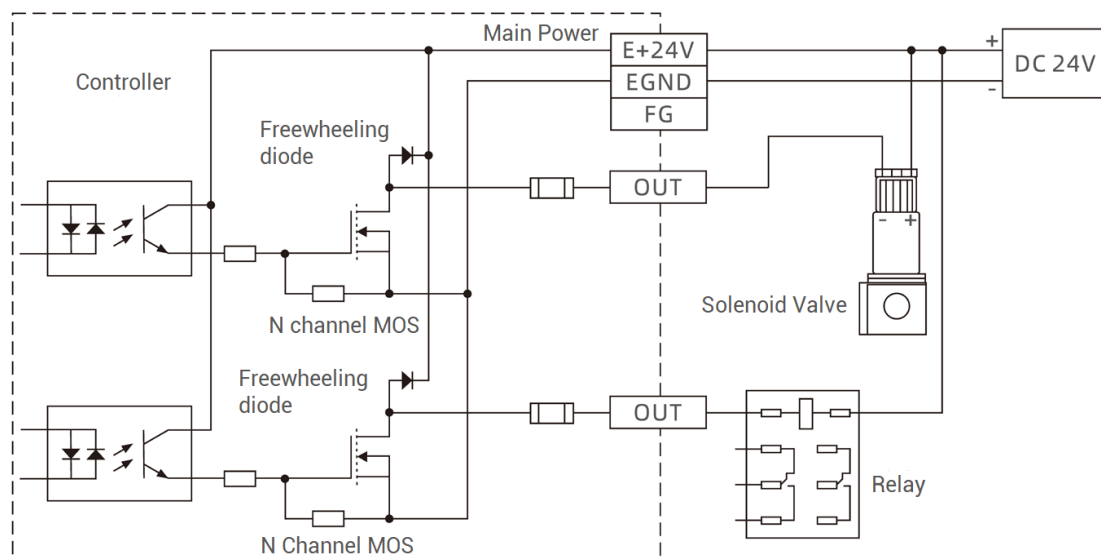 Main Power
E+24V
+
DC 24V
Controller
EGND
-
FG
Freewheeling
diode
OUT
- +
Solenoid Valve
N channel MOS
Freewheeling
diode
OUT
Relay
N Channel MOS